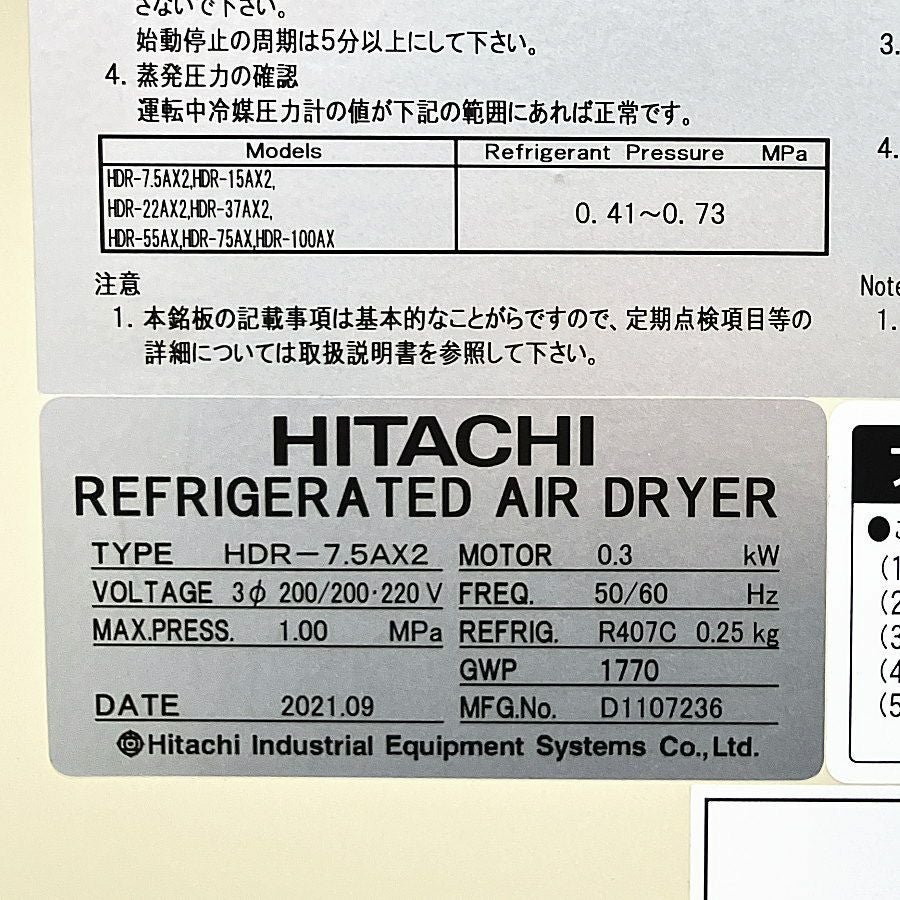 さないで下さい。
始動停止の周期は5分以上にして下さい。
4. 蒸発圧力の確認
運転中冷媒圧力計の値が下記の範囲にあれば正常です。
Models Refrigerant Pressure MPa
HDR-7.5AX2,HDR-15AX2,
HDR-22AX2,HDR-37AX2,
HDR-55AX,HDR-75AX,HDR-100AX
0.41～0.73
注意
1. 本銘板の記載事項は基本的なことがらですので、定期点検項目等の
詳細については取扱説明書を参照して下さい。
3.
4.
Note
1.
HITACHI
REFRIGERATED AIR DRYER
TYPE HDR-7.5AX2 MOTOR 0.3 kW
VOLTAGE 3φ 200/200·220 V FREQ. 50/60 Hz
MAX.PRESS. 1.00 MPa REFRIG. R407C 0.25 kg
GWP 1770
DATE 2021.09 MFG.No. D1107236
Hitachi Industrial Equipment Systems Co.,Ltd.
(1
(2
(3
(4
(5